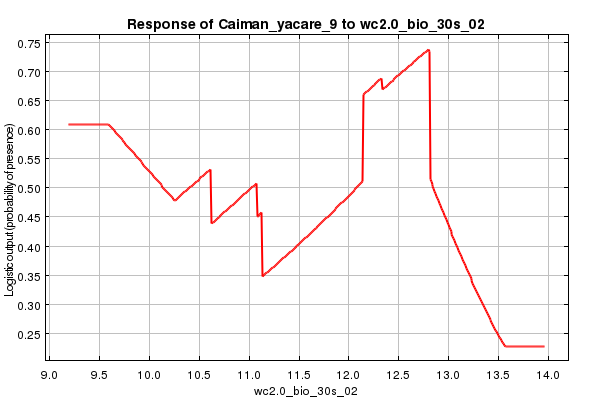 Response of Caiman_yacare_9 to wc2.0_bio_30s_02
Logistic output (probability of presence)
0.75
0.70
0.65
0.60
0.55
0.50
0.45
0.40
0.35
0.30
0.25
9.0 9.5 10.0 10.5 11.0 11.5 12.0 12.5 13.0 13.5 14.0
wc2.0_bio_30s_02